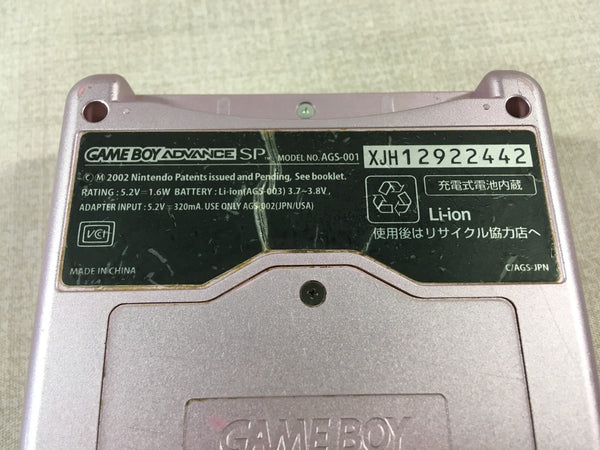 GAME BOY ADVANCE SP MODEL NO. AGS-001 XJH12922442
© M 2002 Nintendo Patents issued and Pending, See booklet.
RATING : 5.2V⎓1.6W BATTERY : Li-ion(AGS-003) 3.7~3.8V,
ADAPTER INPUT : 5.2V⎓320mA. USE ONLY AGS-002(JPN/USA)
充電式電池内蔵
Li-ion
使用後はリサイクル協力店へ
VCI
MADE IN CHINA
C/AGS-JPN
GAME BOY